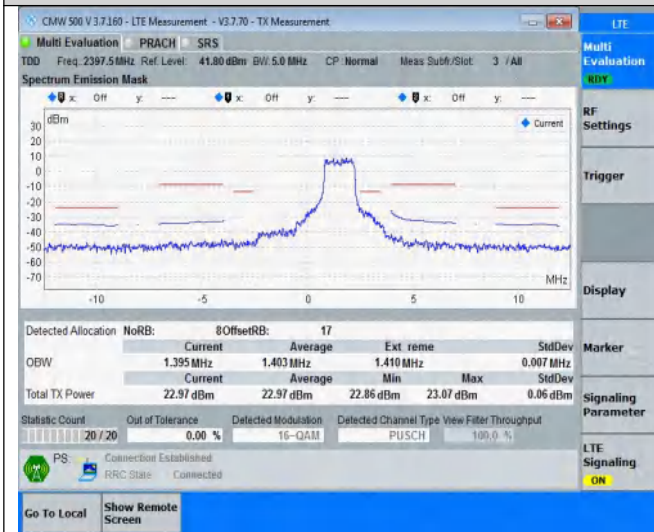 CMW 500 V 3.7.160 - LTE Measurement - V3.7.70 - TX Measurement
LTE
Multi Evaluation PRACH SRS
TDD Freq.: 2397.5 MHz Ref. Level: 41.80 dBm BW: 5.0 MHz CP: Normal Meas Subfr./Slot: 3 /All
Spectrum Emission Mask
x: Off y: --- x: Off y: --- x: Off y: ---
dBm
Current
30
20
10
0
-10
-20
-30
-40
-50
-60
-70
MHz
-10 -5 0 5 10
Detected Allocation NoRB: 8 OffsetRB: 17
Current Average Extreme StdDev
OBW 1.395 MHz 1.403 MHz 1.410 MHz 0.007 MHz
Current Average Min Max StdDev
Total TX Power 22.97 dBm 22.97 dBm 22.86 dBm 23.07 dBm 0.06 dBm
Statistic Count Out of Tolerance Detected Modulation Detected Channel Type View Filter Throughput
20 / 20 0.00 % 16-QAM PUSCH 100.0 %
PS: Connection Established
RRC State Connected
Go To Local
Show Remote
Screen
Multi
Evaluation
RDY
RF
Settings
Trigger
Display
Marker
Signaling
Parameter
LTE
Signaling
ON